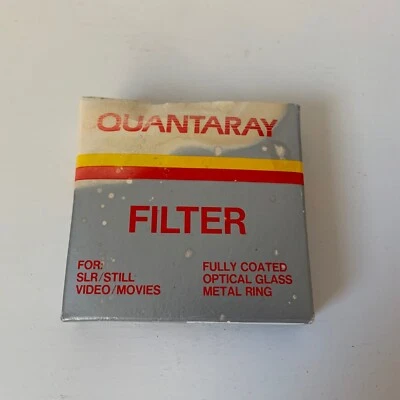 QUANTARAY
FILTER
FOR:
SLR/STILL
VIDEO/MOVIES
FULLY COATED
OPTICAL GLASS
METAL RING